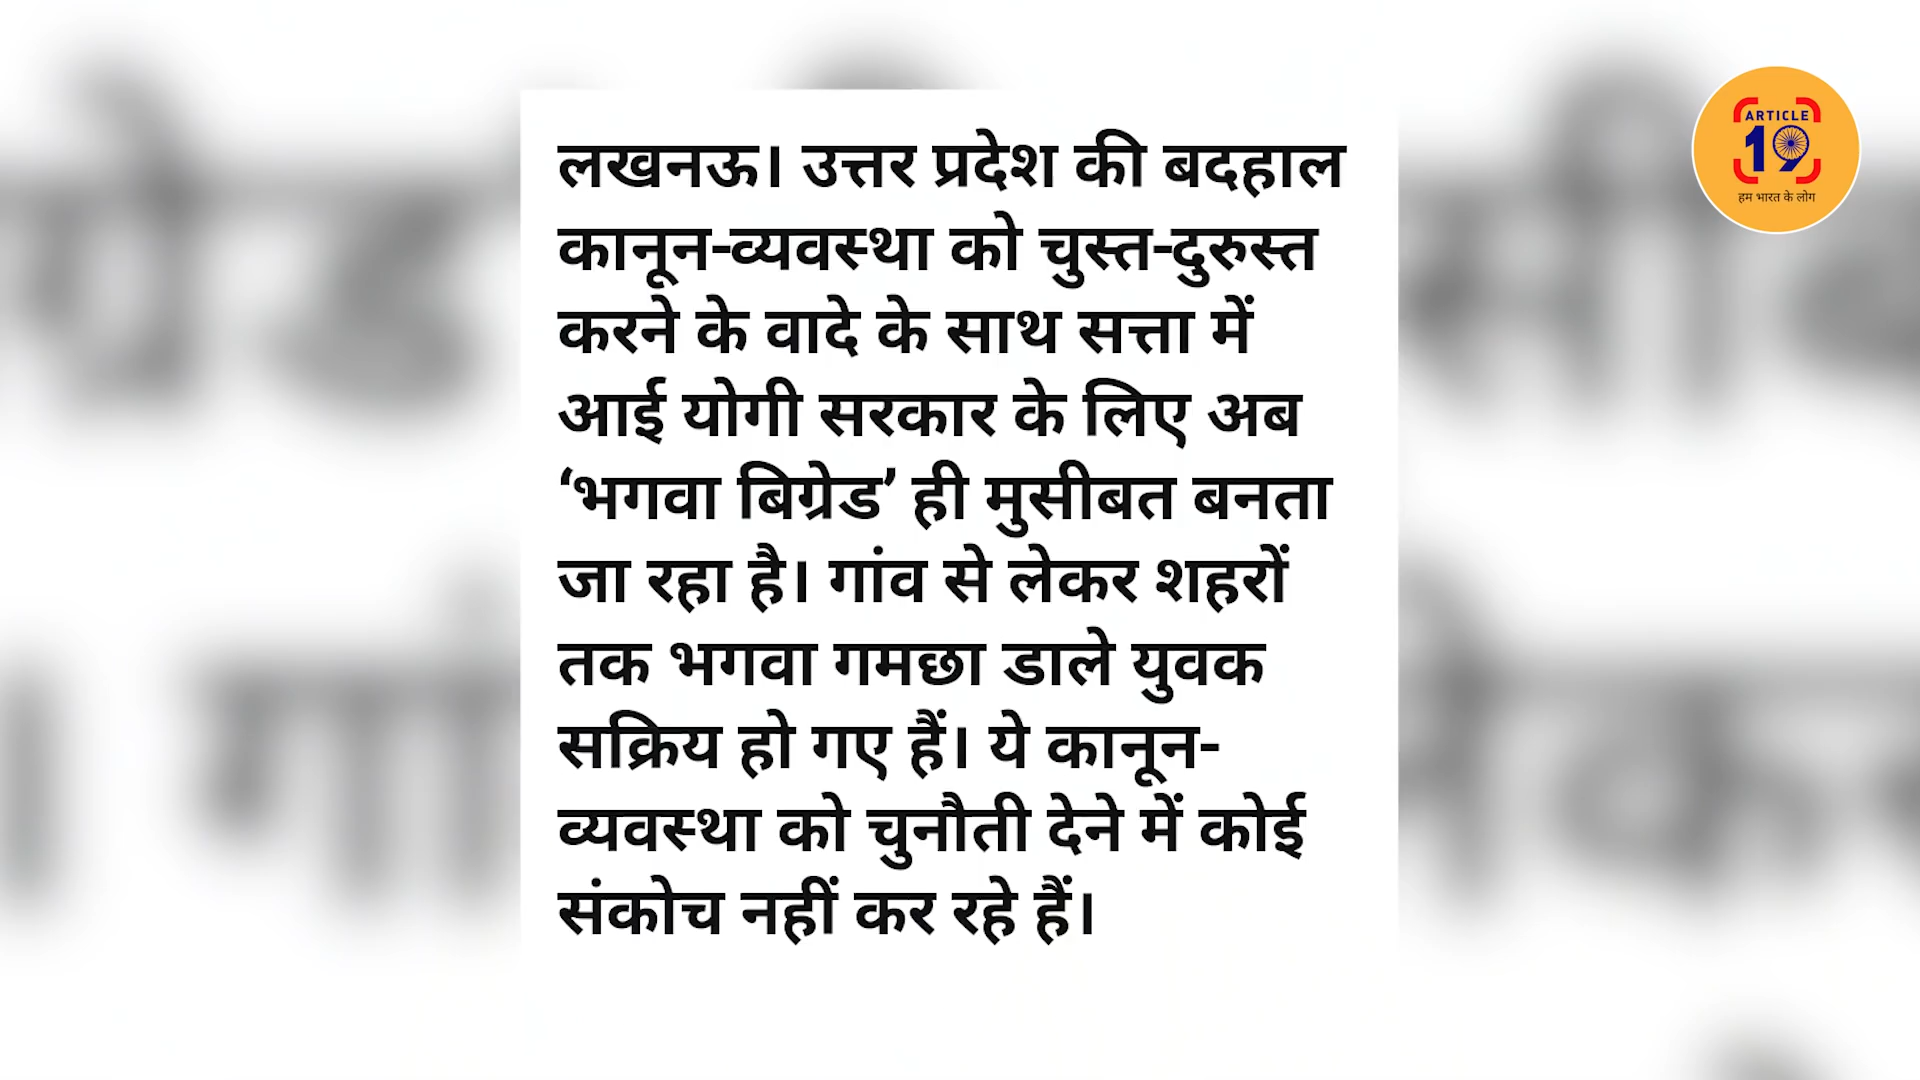 लखनऊ। उत्तर प्रदेश की बदहाल
कानून-व्यवस्था को चुस्त-दुरुस्त
करने के वादे के साथ सत्ता में
आई योगी सरकार के लिए अब
‘भगवा बिग्रेड’ ही मुसीबत बनता
जा रहा है। गांव से लेकर शहरों
तक भगवा गमछा डाले युवक
सक्रिय हो गए हैं। ये कानून-
व्यवस्था को चुनौती देने में कोई
संकोच नहीं कर रहे हैं।
ARTICLE
19
हम भारत के लोग